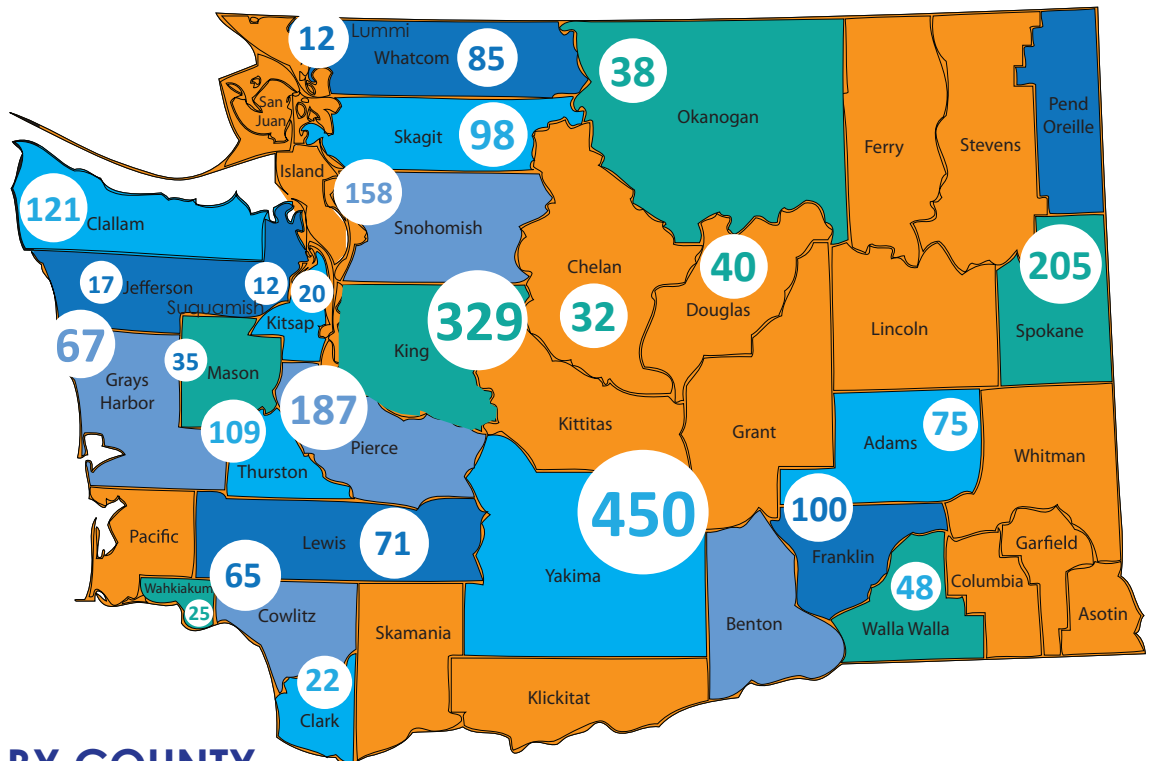 12
Lummi
Whatcom
85
38
Okanogan
San
Juan
Skagit
98
Ferry
Stevens
Pend
Oreille
Island
158
Snohomish
121
Clallam
17
Jefferson
12
Suquamish
20
Kitsap
329
King
Chelan
32
40
Douglas
Lincoln
205
Spokane
67
Grays
Harbor
35
Mason
109
Thurston
187
Pierce
Kittitas
Grant
Adams
75
Whitman
450
Yakima
100
Franklin
Pacific
Lewis
71
65
Cowlitz
Wahkiakum
25
Skamania
Benton
48
Walla Walla
Columbia
Garfield
Asotin
22
Clark
Klickitat
BY COUNTY